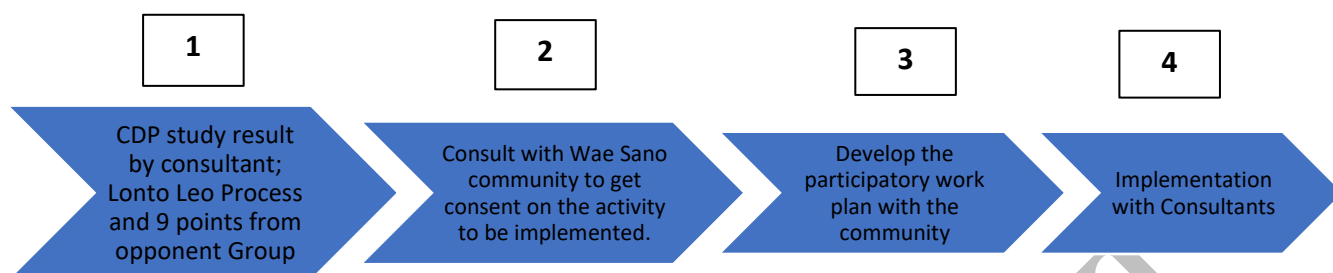 1
CDP study result
by consultant;
Lonto Leo Process
and 9 points from
opponent Group
2
Consult with Wae Sano
community to get
consent on the activity
to be implemented.
3
Develop the
participatory work
plan with the
community
4
Implementation
with Consultants